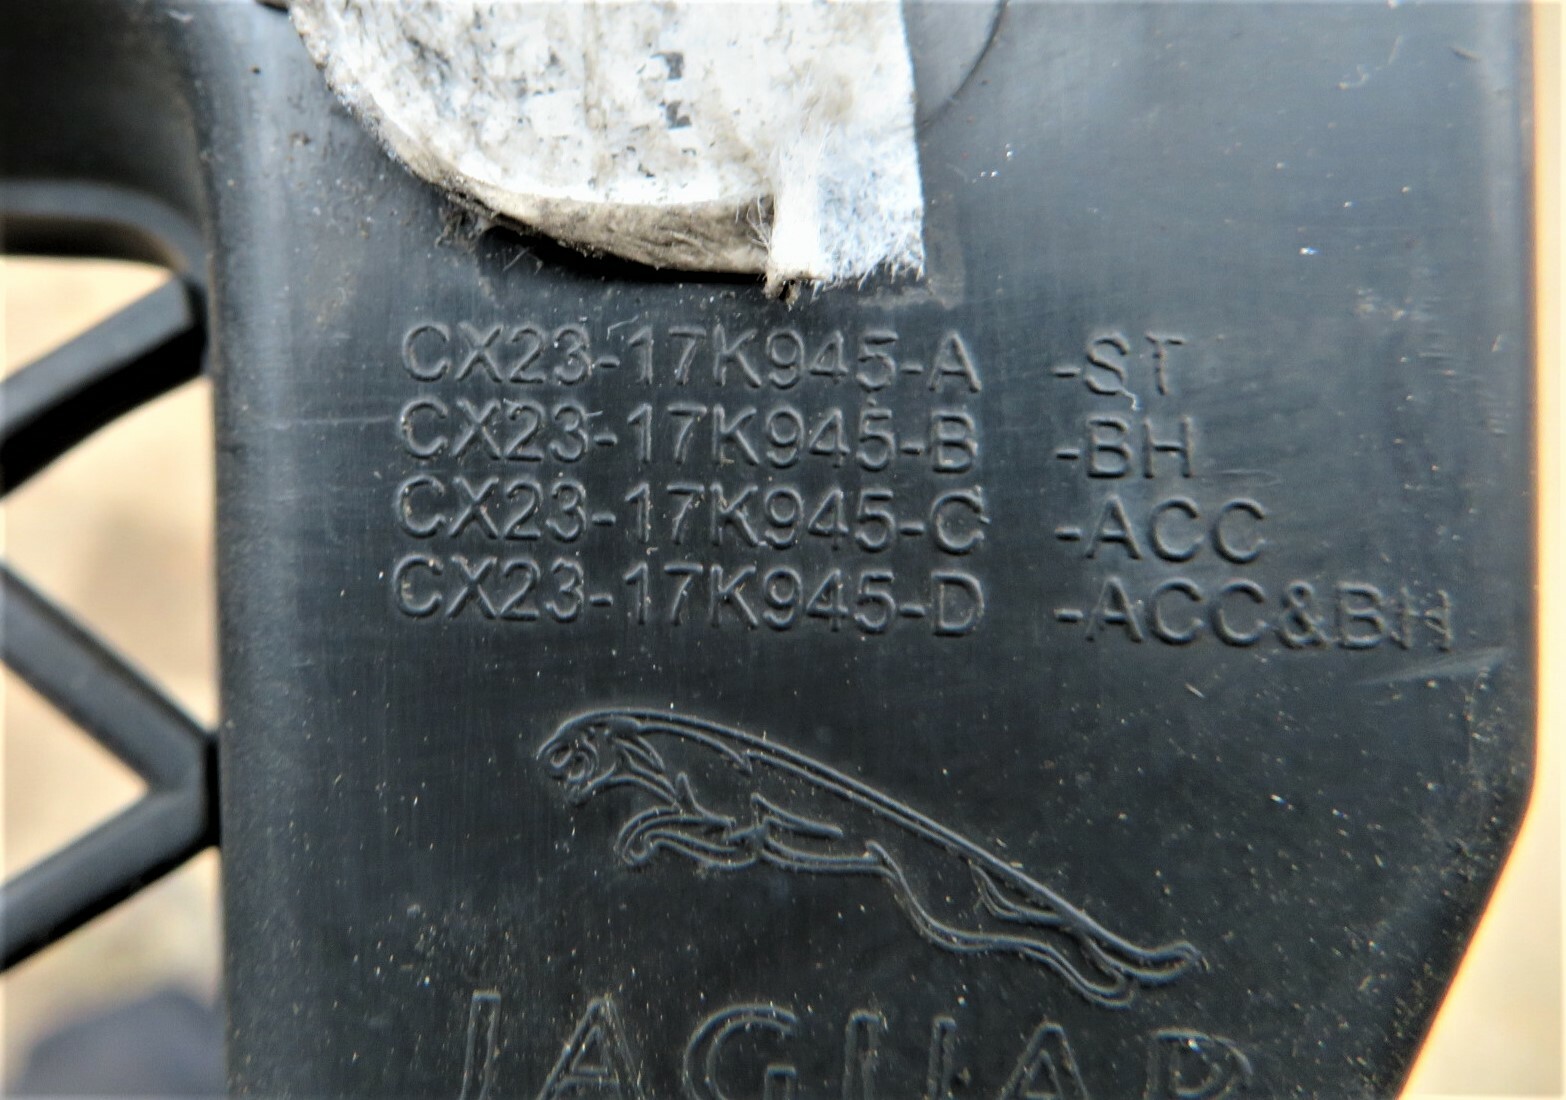 CX23-17K945-A -ST
CX23-17K945-B -BH
CX23-17K945-C -ACC
CX23-17K945-D -ACC&BH
JAGUAR